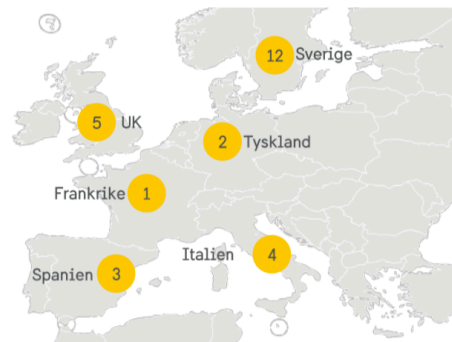 12 Sverige
5 UK
2 Tyskland
Frankrike 1
Italien 4
Spanien 3